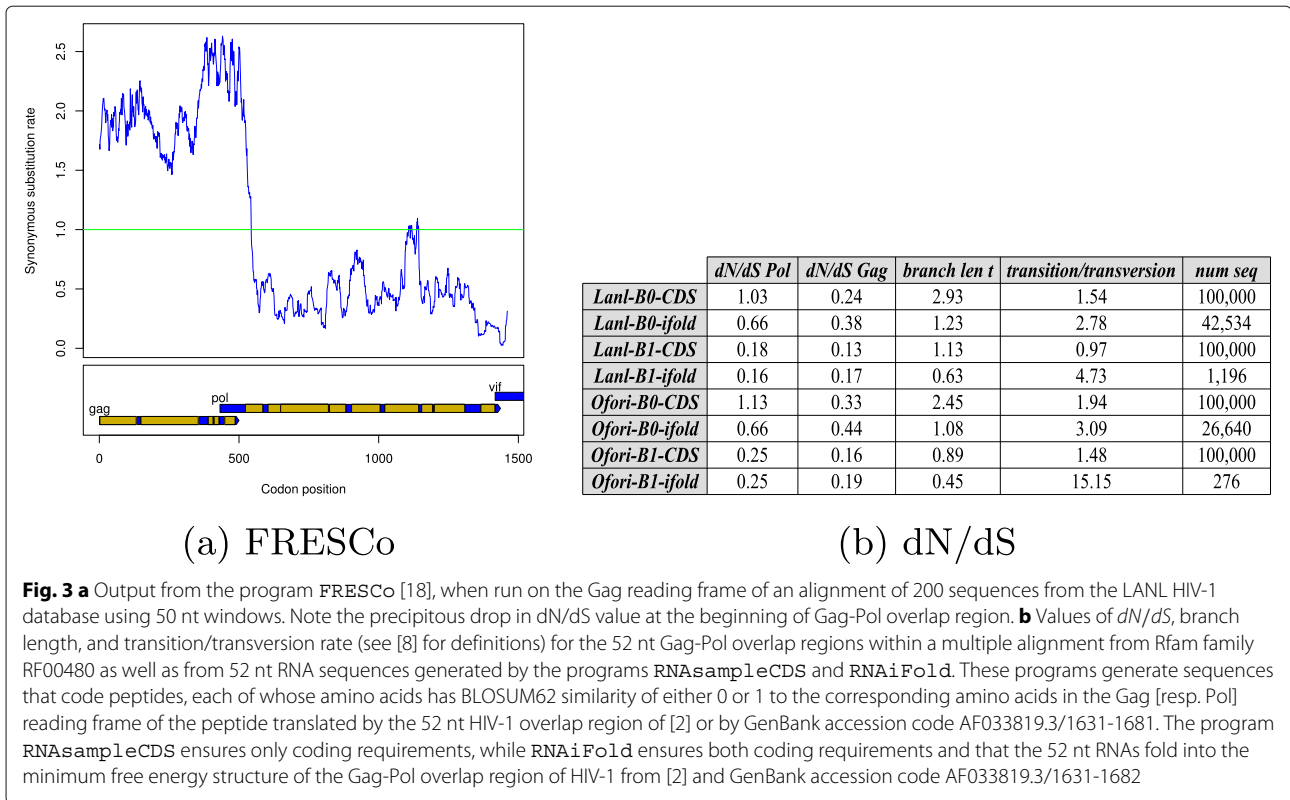 2.5
2.0
1.5
1.0
0.5
0.0
Synonymous substitution rate
gag
pol
vif
0 500 1000 1500
Codon position
(a) FRESCo
dN/dS Pol dN/dS Gag branch len t transition/transversion num seq
Lanl-B0-CDS 1.03 0.24 2.93 1.54 100,000
Lanl-B0-ifold 0.66 0.38 1.23 2.78 42,534
Lanl-B1-CDS 0.18 0.13 1.13 0.97 100,000
Lanl-B1-ifold 0.16 0.17 0.63 4.73 1,196
Ofori-B0-CDS 1.13 0.33 2.45 1.94 100,000
Ofori-B0-ifold 0.66 0.44 1.08 3.09 26,640
Ofori-B1-CDS 0.25 0.16 0.89 1.48 100,000
Ofori-B1-ifold 0.25 0.19 0.45 15.15 276
(b) dN/dS
Fig. 3 a Output from the program FRESCo [18], when run on the Gag reading frame of an alignment of 200 sequences from the LANL HIV-1
database using 50 nt windows. Note the precipitous drop in dN/dS value at the beginning of Gag-Pol overlap region. b Values of dN/dS, branch
length, and transition/transversion rate (see [8] for definitions) for the 52 nt Gag-Pol overlap regions within a multiple alignment from Rfam family
RF00480 as well as from 52 nt RNA sequences generated by the programs RNAsampleCDS and RNAiFold. These programs generate sequences
that code peptides, each of whose amino acids has BLOSUM62 similarity of either 0 or 1 to the corresponding amino acids in the Gag [resp. Pol]
reading frame of the peptide translated by the 52 nt HIV-1 overlap region of [2] or by GenBank accession code AF033819.3/1631-1681. The program
RNAsampleCDS ensures only coding requirements, while RNAiFold ensures both coding requirements and that the 52 nt RNAs fold into the
minimum free energy structure of the Gag-Pol overlap region of HIV-1 from [2] and GenBank accession code AF033819.3/1631-1682